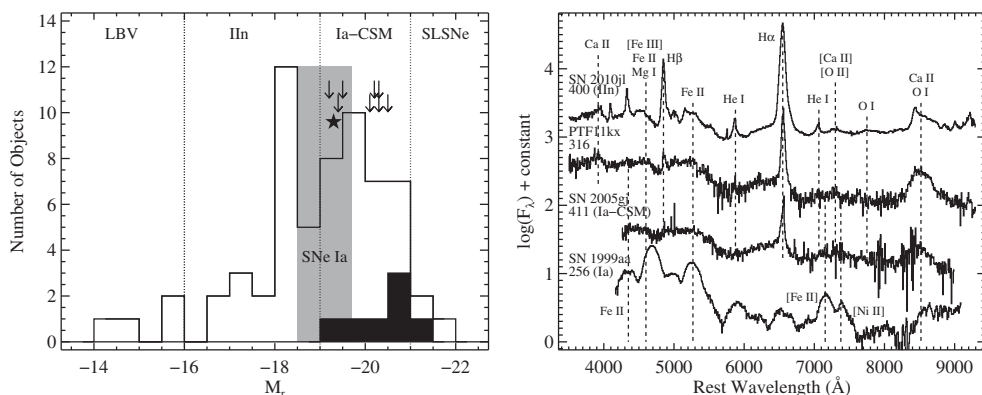 LBV
IIn
Ia−CSM
SLSNe
SNe Ia
Number of Objects
14
12
10
8
6
4
2
0
−14
−16
−18
−20
−22
M_r
Ca II
[Fe III]
Fe II
Mg I
Hβ
Fe II
He I
Hα
He I
[Ca II]
[O II]
O I
Ca II
O I
SN 2010jl
400 (IIn)
PTF11kx
316
SN 2005gj
411 (Ia−CSM)
SN 1999aa
256 (Ia)
Fe II
[Fe II]
[Ni II]
log(F_λ) + constant
4
3
2
1
0
4000
5000
6000
7000
8000
9000
Rest Wavelength (Å)